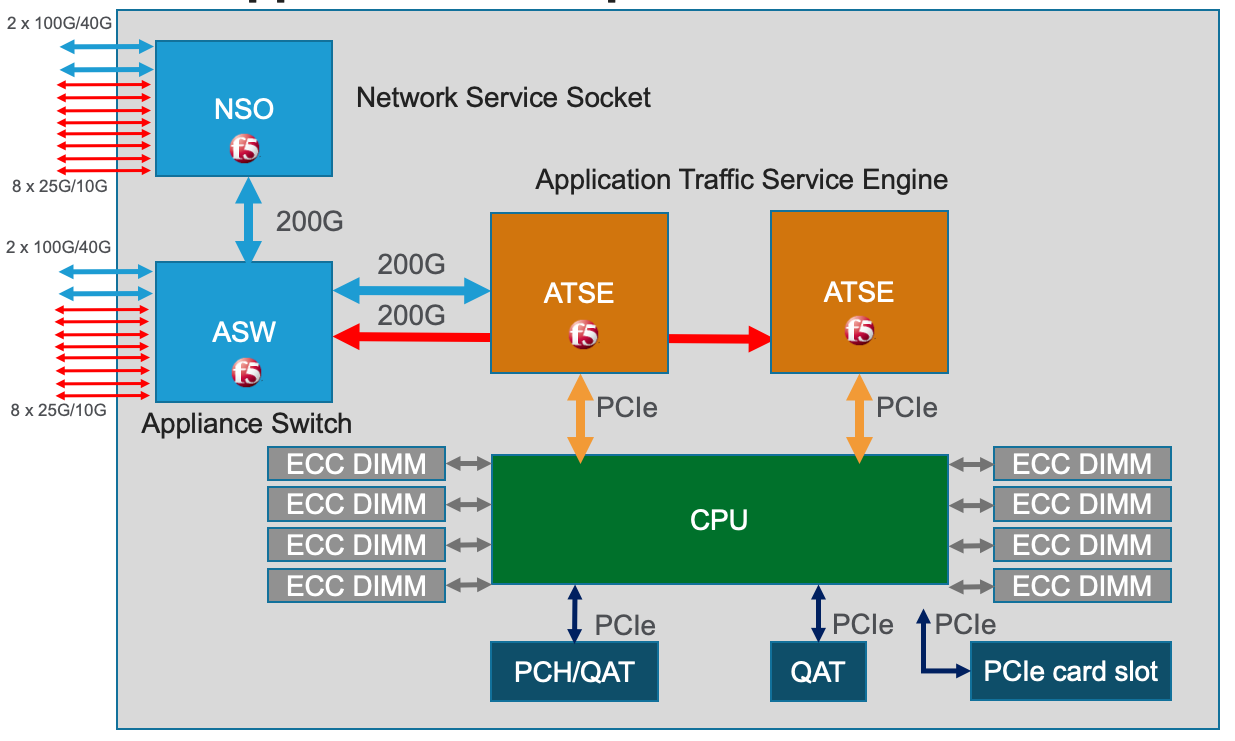 2 x 100G/40G
NSO
f5
Network Service Socket
8 x 25G/10G
200G
Application Traffic Service Engine
2 x 100G/40G
ASW
f5
200G
200G
ATSE
f5
ATSE
f5
8 x 25G/10G
Appliance Switch
PCIe
PCIe
ECC DIMM
ECC DIMM
ECC DIMM
ECC DIMM
CPU
ECC DIMM
ECC DIMM
ECC DIMM
ECC DIMM
PCIe
PCIe
PCIe
PCH/QAT
QAT
PCIe card slot